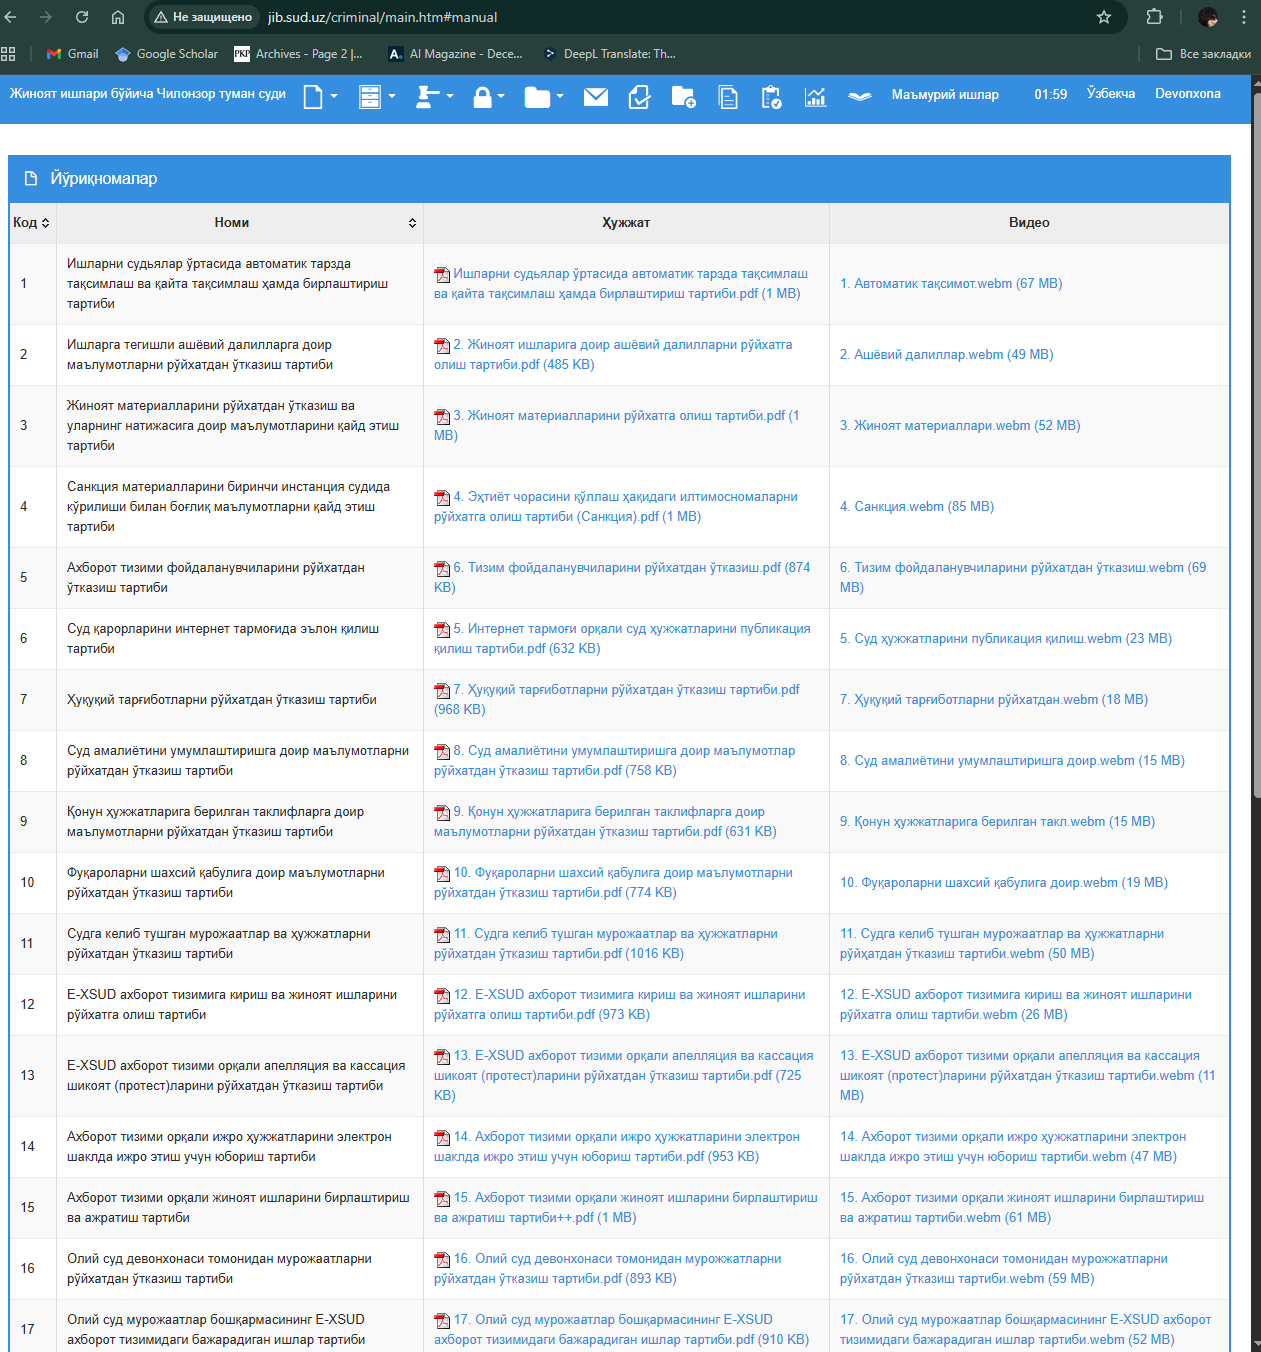 Не защищено
jib.sud.uz/criminal/main.htm#manual
Gmail
Google Scholar
PKP Archives - Page 2 |...
A. AI Magazine - Dece...
DeepL Translate: Th...
Все закладки
Жиноят ишлари бўйича Чилонзор туман суди
Маъмурий ишлар
01:59
Ўзбекча
Devonxona
Йўриқномалар
Код
Номи
Ҳужжат
Видео
1
Ишларни судьялар ўртасида автоматик тарзда
тақсимлаш ва қайта тақсимлаш ҳамда бирлаштириш
тартиби
Ишларни судьялар ўртасида автоматик тарзда тақсимлаш
ва қайта тақсимлаш ҳамда бирлаштириш тартиби.pdf (1 MB)
1. Автоматик тақсимот.webm (67 MB)
2
Ишларга тегишли ашёвий далилларга доир
маълумотларни рўйхатдан ўтказиш тартиби
2. Жиноят ишларига доир ашёвий далилларни рўйхатга
олиш тартиби.pdf (485 KB)
2. Ашёвий далиллар.webm (49 MB)
3
Жиноят материалларини рўйхатдан ўтказиш ва
уларнинг натижасига доир маълумотларини қайд этиш
тартиби
3. Жиноят материалларини рўйхатга олиш тартиби.pdf (1
MB)
3. Жиноят материаллари.webm (52 MB)
4
Санкция материалларини биринчи инстанция судида
кўрилиши билан боғлиқ маълумотларни қайд этиш
тартиби
4. Эҳтиёт чорасини қўллаш ҳақидаги илтимосномаларни
рўйхатга олиш тартиби (Санкция).pdf (1 MB)
4. Санкция.webm (85 MB)
5
Ахборот тизими фойдаланувчиларини рўйхатдан
ўтказиш тартиби
6. Тизим фойдаланувчиларини рўйхатдан ўтказиш.pdf (874
KB)
6. Тизим фойдаланувчиларини рўйхатдан ўтказиш.webm (69
MB)
6
Суд қарорларини интернет тармоғида эълон қилиш
тартиби
5. Интернет тармоғи орқали суд ҳужжатларини публикация
қилиш тартиби.pdf (632 KB)
5. Суд ҳужжатларини публикация қилиш.webm (23 MB)
7
Ҳуқуқий тарғиботларни рўйхатдан ўтказиш тартиби
7. Ҳуқуқий тарғиботларни рўйхатдан ўтказиш тартиби.pdf
(968 KB)
7. Ҳуқуқий тарғиботларни рўйхатдан.webm (18 MB)
8
Суд амалиётини умумлаштиришга доир маълумотларни
рўйхатдан ўтказиш тартиби
8. Суд амалиётини умумлаштиришга доир маълумотлар
рўйхатдан ўтказиш тартиби.pdf (758 KB)
8. Суд амалиётини умумлаштиришга доир.webm (15 MB)
9
Қонун ҳужжатларига берилган таклифларга доир
маълумотларни рўйхатдан ўтказиш тартиби
9. Қонун ҳужжатларига берилган таклифларга доир
маълумотларни рўйхатдан ўтказиш тартиби.pdf (631 KB)
9. Қонун ҳужжатларига берилган такл.webm (15 MB)
10
Фуқароларни шахсий қабулига доир маълумотларни
рўйхатдан ўтказиш тартиби
10. Фуқароларни шахсий қабулига доир маълумотларни
рўйхатдан ўтказиш тартиби.pdf (774 KB)
10. Фуқароларни шахсий қабулига доир.webm (19 MB)
11
Судга келиб тушган мурожаатлар ва ҳужжатларни
рўйхатдан ўтказиш тартиби
11. Судга келиб тушган мурожаатлар ва ҳужжатларни
рўйхатдан ўтказиш тартиби.pdf (1016 KB)
11. Судга келиб тушган мурожаатлар ва ҳужжатларни
рўйҳатдан ўтказиш тартиби.webm (50 MB)
12
E-XSUD ахборот тизимига кириш ва жиноят ишларини
рўйхатга олиш тартиби
12. E-XSUD ахборот тизимига кириш ва жиноят ишларини
рўйхатга олиш тартиби.pdf (973 KB)
12. E-XSUD ахборот тизимига кириш ва жиноят ишларини
рўйхатга олиш тартиби.webm (26 MB)
13
E-XSUD ахборот тизими орқали апелляция ва кассация
шикоят (протест)ларини рўйхатдан ўтказиш тартиби
13. E-XSUD ахборот тизими орқали апелляция ва кассация
шикоят (протест)ларини рўйхатдан ўтказиш тартиби.pdf (725
KB)
13. E-XSUD ахборот тизими орқали апелляция ва кассация
шикоят (протест)ларини рўйхатдан ўтказиш тартиби.webm (11
MB)
14
Ахборот тизими орқали ижро ҳужжатларини электрон
шаклда ижро этиш учун юбориш тартиби
14. Ахборот тизими орқали ижро ҳужжатларини электрон
шаклда ижро этиш учун юбориш тартиби.pdf (953 KB)
14. Ахборот тизими орқали ижро ҳужжатларини электрон
шаклда ижро этиш учун юбориш тартиби.webm (47 MB)
15
Ахборот тизими орқали жиноят ишларини бирлаштириш
ва ажратиш тартиби
15. Ахборот тизими орқали жиноят ишларини бирлаштириш
ва ажратиш тартиби++.pdf (1 MB)
15. Ахборот тизими орқали жиноят ишларини бирлаштириш
ва ажратиш тартиби.webm (61 MB)
16
Олий суд девонхонаси томонидан мурожаатларни
рўйхатдан ўтказиш тартиби
16. Олий суд девонхонаси томонидан мурожжатларни
рўйхатдан ўтказиш тартиби.pdf (893 KB)
16. Олий суд девонхонаси томонидан мурожжатларни
рўйхатдан ўтказиш тартиби.webm (59 MB)
17
Олий суд мурожаатлар бошқармасининг E-XSUD
ахборот тизимидаги бажарадиган ишлар тартиби
17. Олий суд мурожаатлар бошқармасининг E-XSUD
ахборот тизимидаги бажарадиган ишлар тартиби.pdf (910 KB)
17. Олий суд мурожаатлар бошқармасининг E-XSUD ахборот
тизимидаги бажарадиган ишлар тартиби.webm (52 MB)